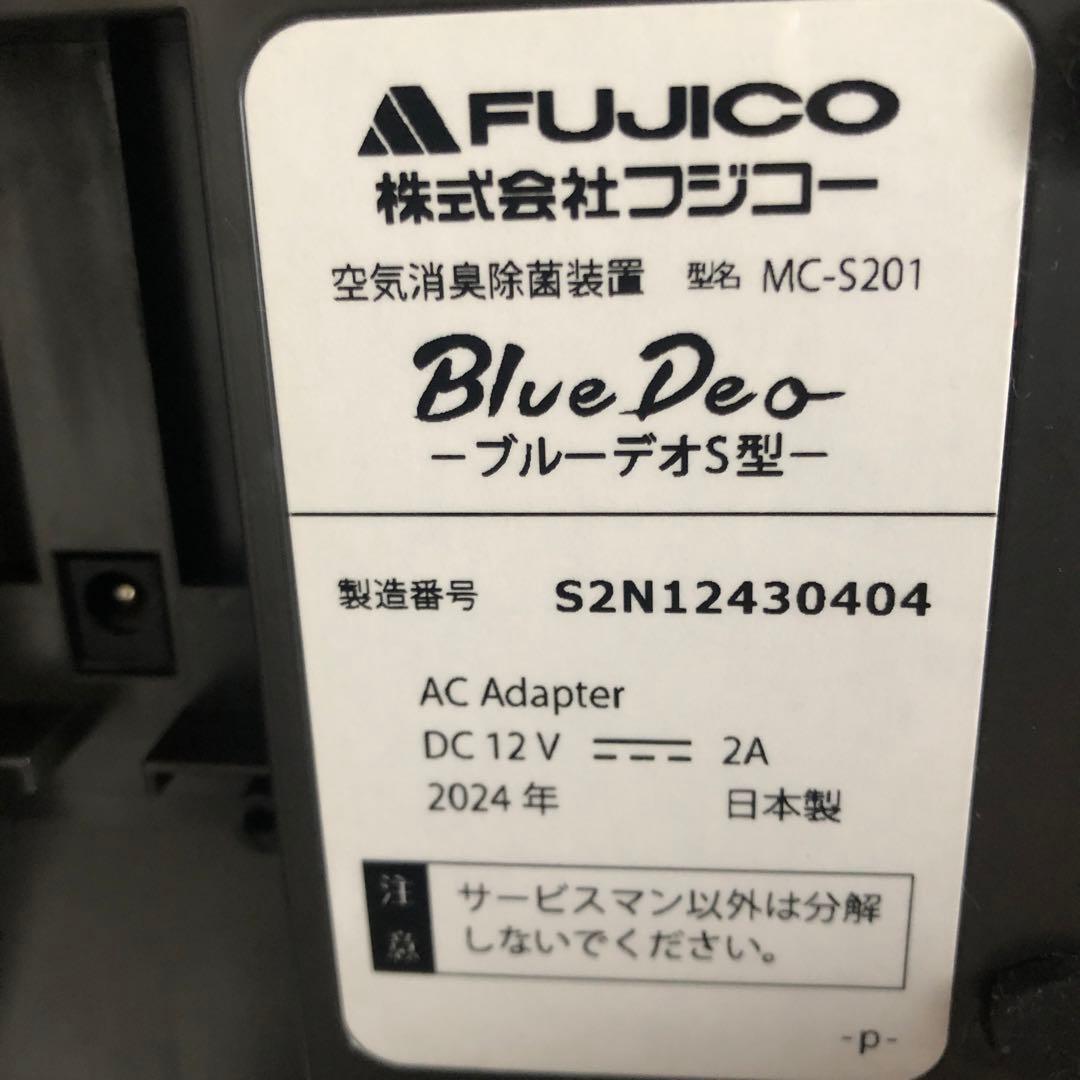 FUJICO
株式会社フジコー
空気消臭除菌装置 型名 MC-S201
Blue Deo
－ブルーデオS型－
製造番号 S2N12430404
AC Adapter
DC 12 V 2A
2024 年 日本製
注意
サービスマン以外は分解
しないでください。
-p-